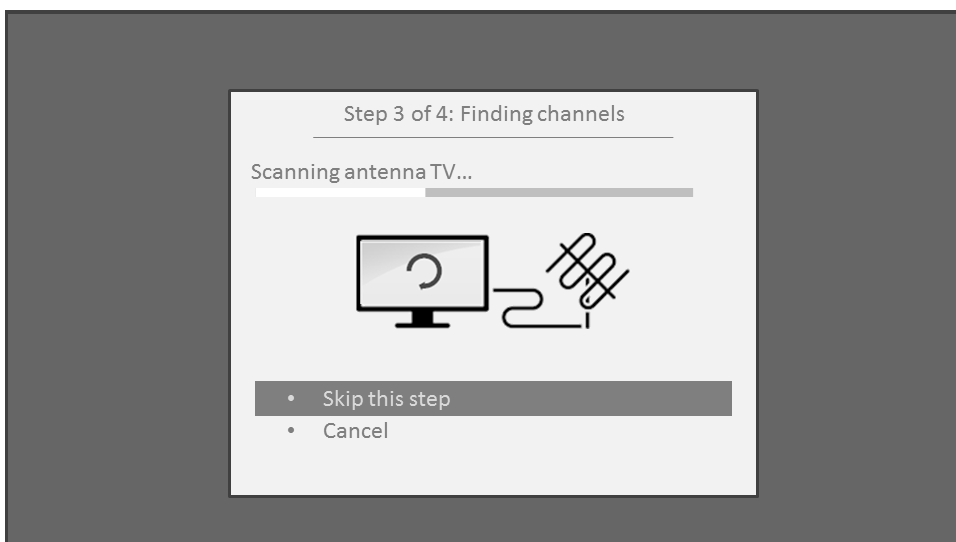 Step 3 of 4: Finding channels
Scanning antenna TV...
• Skip this step
• Cancel